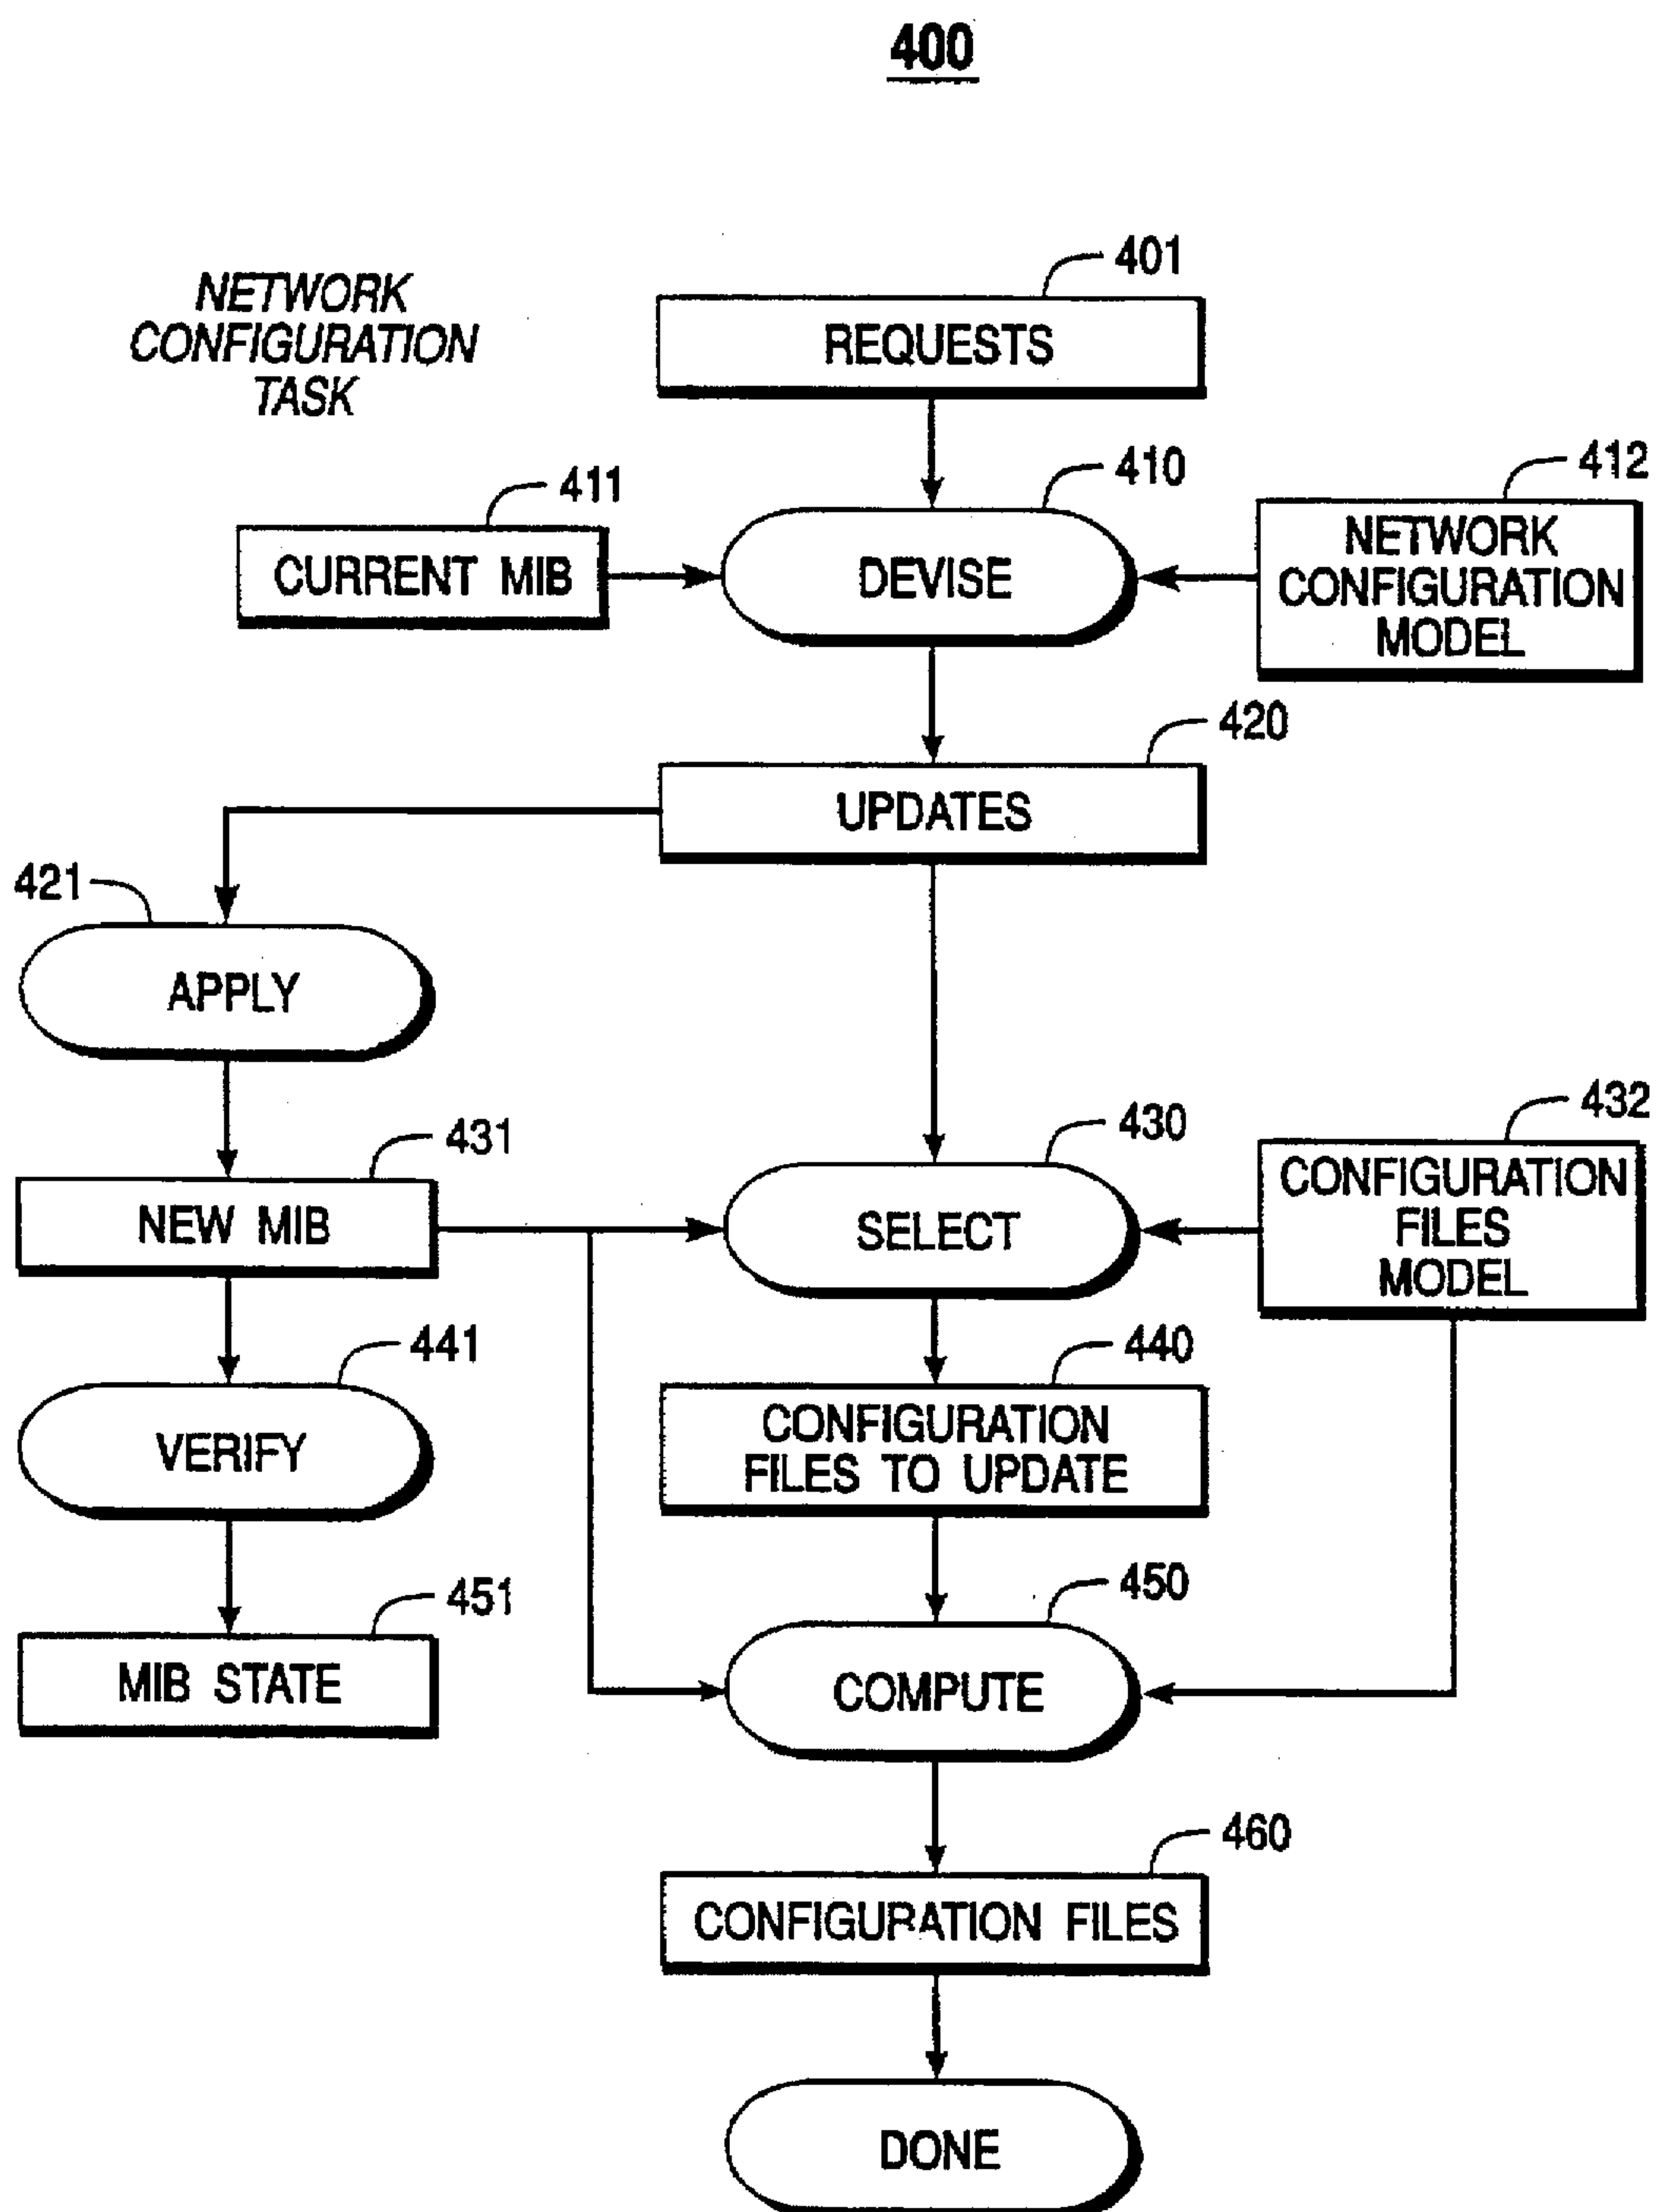 400
NETWORK
CONFIGURATION
TASK
401
REQUESTS
411
410
412
CURRENT MIB
DEVISE
NETWORK
CONFIGURATION
MODEL
420
UPDATES
421
APPLY
431
430
432
NEW MIB
SELECT
CONFIGURATION
FILES
MODEL
441
440
VERIFY
CONFIGURATION
FILES TO UPDATE
451
450
MIB STATE
COMPUTE
460
CONFIGURATION FILES
DONE